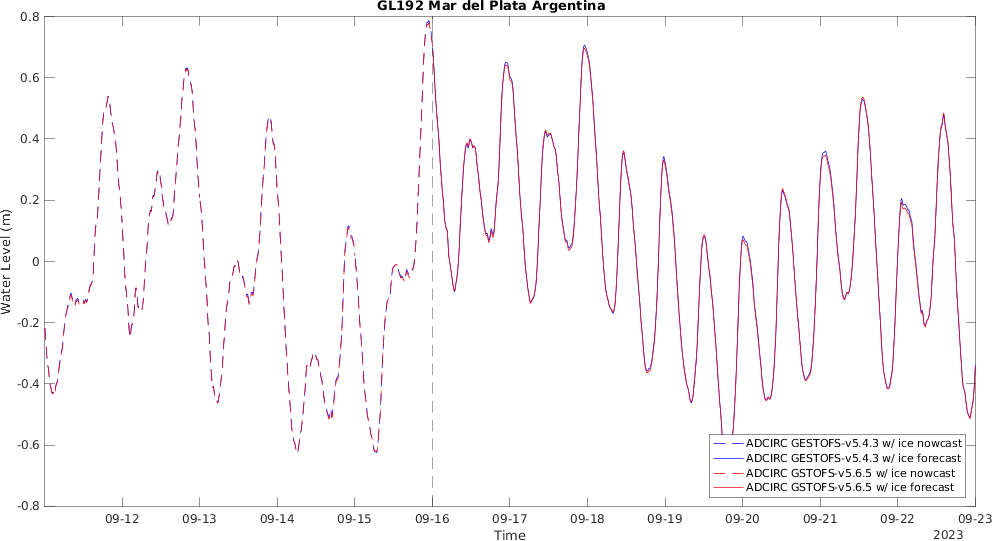 GL192 Mar del Plata Argentina
Water Level (m)
0.8
0.6
0.4
0.2
0
-0.2
-0.4
-0.6
-0.8
ADCIRC GESTOFS-v5.4.3 w/ ice nowcast
ADCIRC GESTOFS-v5.4.3 w/ ice forecast
ADCIRC GSTOFS-v5.6.5 w/ ice nowcast
ADCIRC GSTOFS-v5.6.5 w/ ice forecast
09-12 09-13 09-14 09-15 09-16 09-17 09-18 09-19 09-20 09-21 09-22 09-23
Time
2023